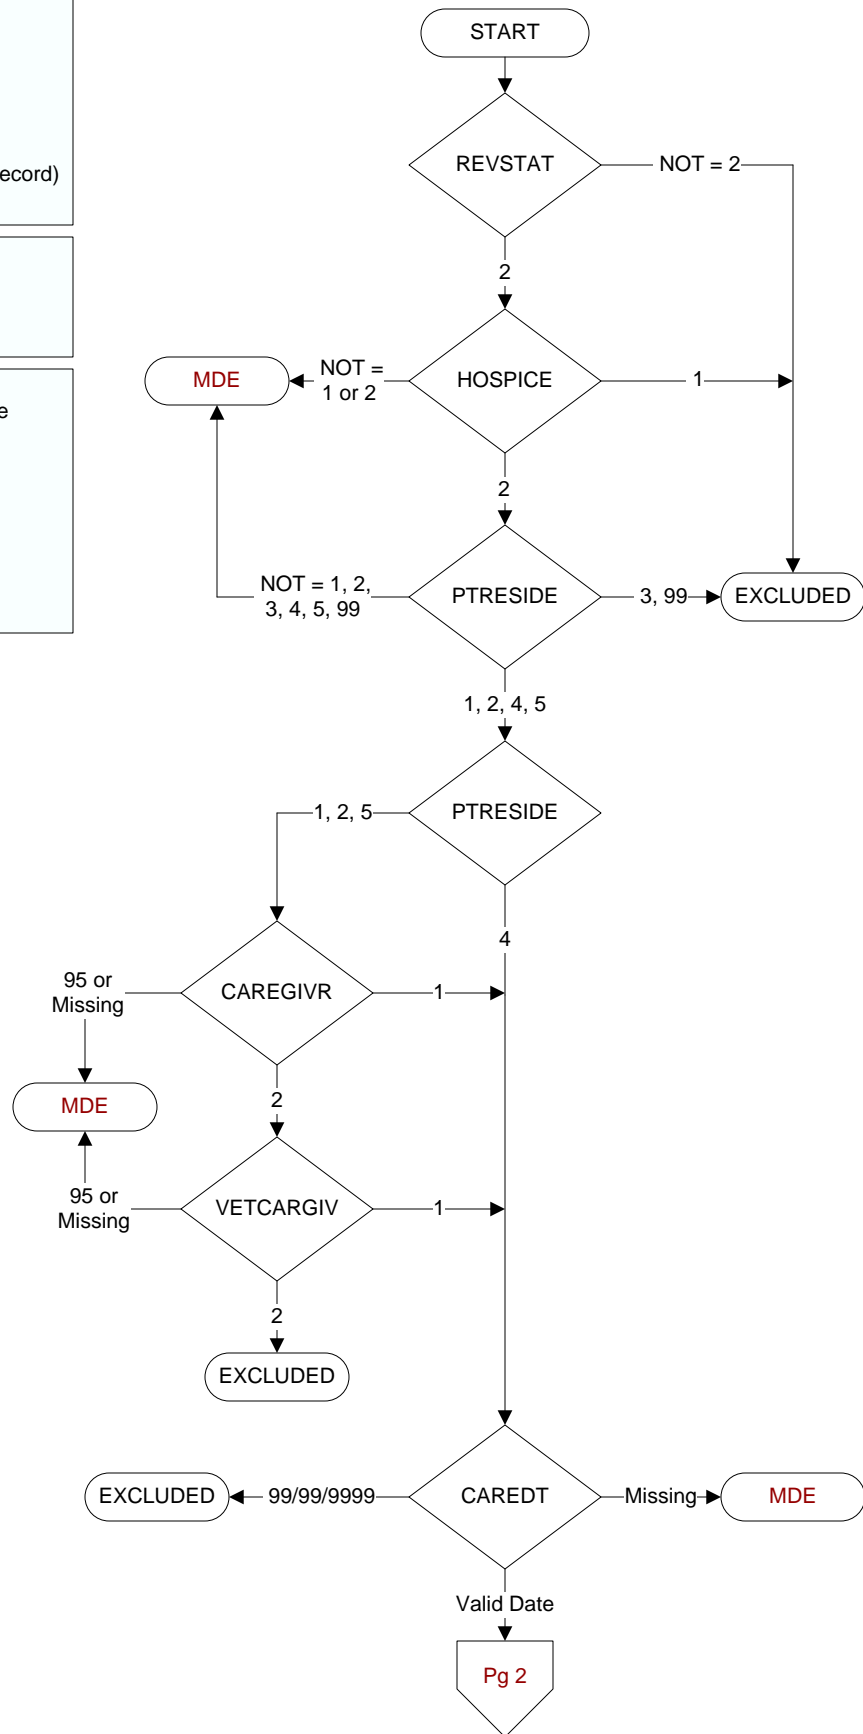 START
ecord)
REVSTAT
NOT = 2
2
MDE
NOT =
1 or 2
HOSPICE
1
e
2
NOT = 1, 2,
3, 4, 5, 99
PTRESIDE
3, 99
EXCLUDED
1, 2, 4, 5
1, 2, 5
PTRESIDE
4
95 or
Missing
CAREGIVR
1
MDE
2
95 or
Missing
VETCARGIV
1
2
EXCLUDED
EXCLUDED
99/99/9999
CAREDT
Missing
MDE
Valid Date
Pg 2